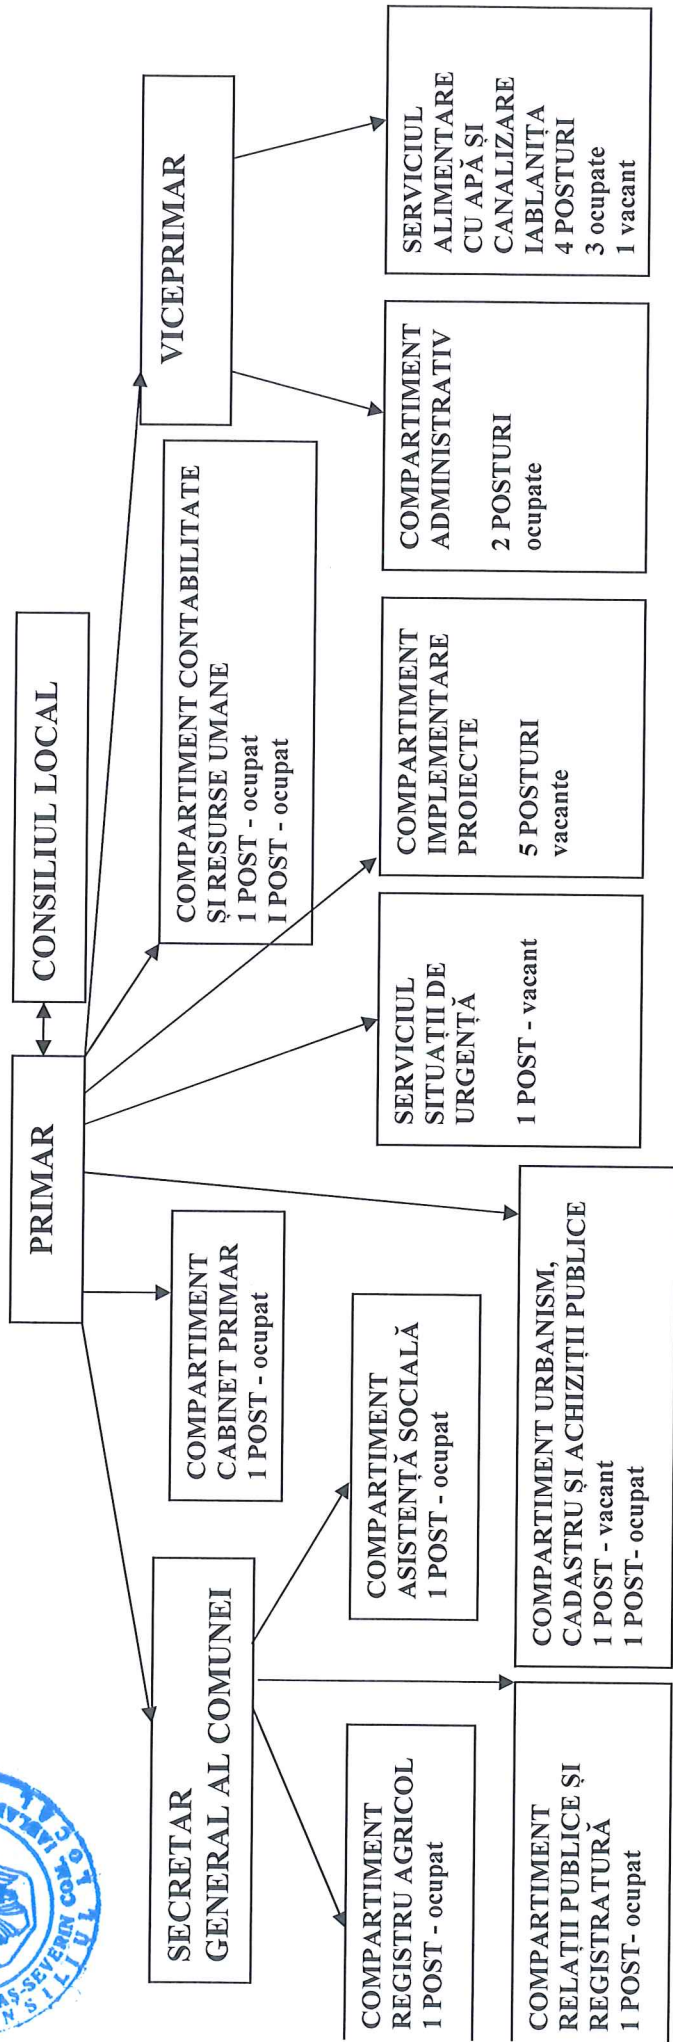 CONSILIUL LOCAL
PRIMAR
VICEPRIMAR
COMPARTIMENT CONTABILITATE
ȘI RESURSE UMANE
1 POST - ocupat
1 POST - ocupat
COMPARTIMENT
CABINET PRIMAR
1 POST - ocupat
SECRETAR
GENERAL AL COMUNEI
COMPARTIMENT
REGISTRU AGRICOL
1 POST - ocupat
COMPARTIMENT
ASISTENȚĂ SOCIALĂ
1 POST - ocupat
SERVICIUL
SITUAȚII DE
URGENȚĂ
1 POST - vacant
COMPARTIMENT
IMPLEMENTARE
PROIECTE
5 POSTURI
vacante
COMPARTIMENT
ADMINISTRATIV
2 POSTURI
ocupate
SERVICIUL
ALIMENTARE
CU APĂ ȘI
CANALIZARE
IABLANIȚA
4 POSTURI
3 ocupate
1 vacant
COMPARTIMENT
RELAȚII PUBLICE ȘI
REGISTRATURĂ
1 POST- ocupat
COMPARTIMENT URBANISM,
CADASTRU ȘI ACHIZIȚII PUBLICE
1 POST - vacant
1 POST- ocupat
SEVERIN COM.
LOCAL